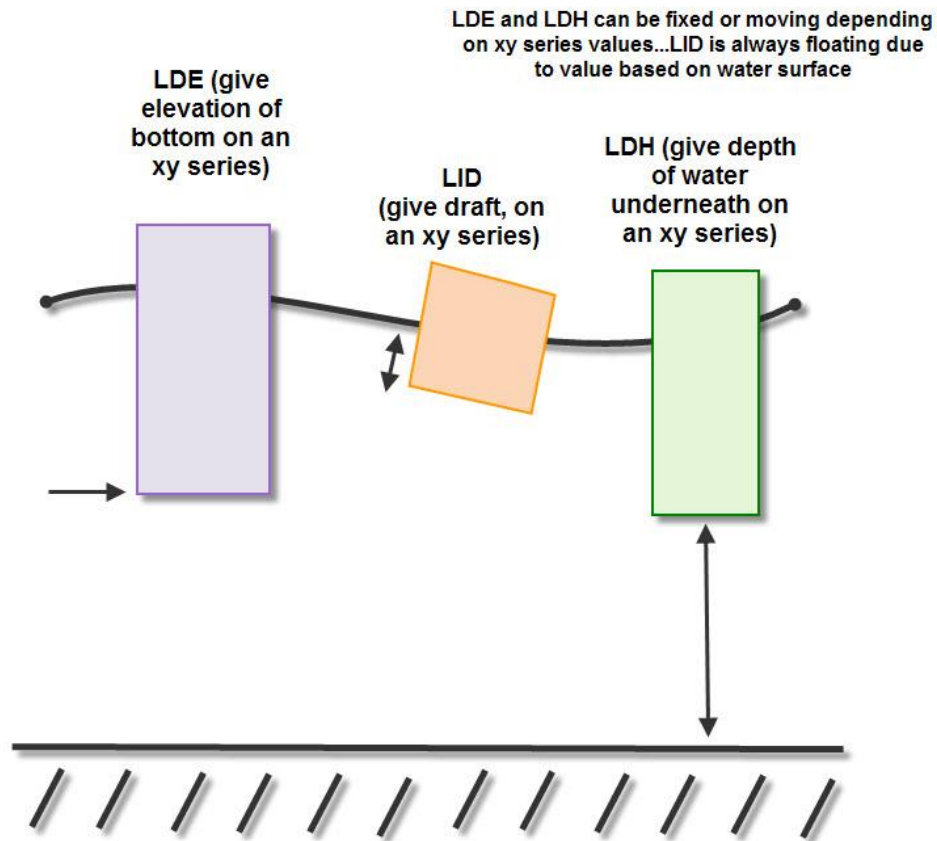 LDE and LDH can be fixed or moving depending
on xy series values...LID is always floating due
to value based on water surface
LDE (give
elevation of
bottom on an
xy series)
LID
(give draft, on
an xy series)
LDH (give depth
of water
underneath on
an xy series)